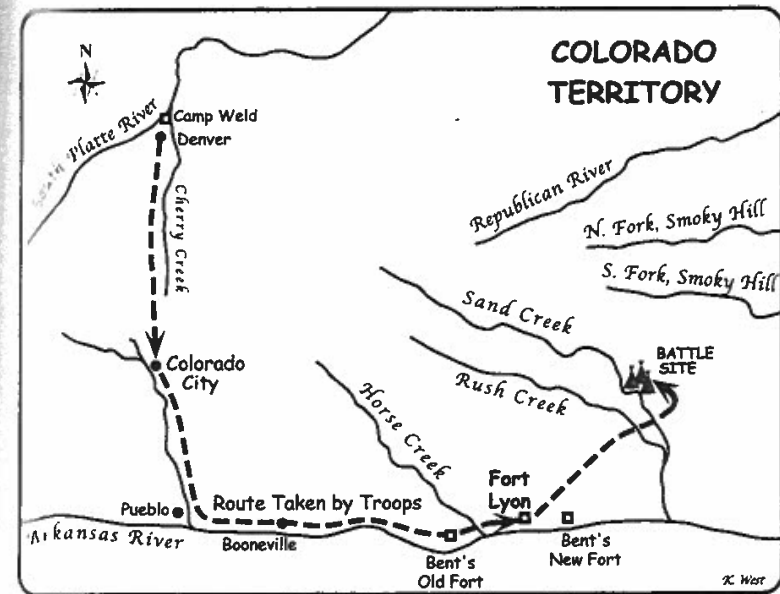 COLORADO
TERRITORY
N
Camp Weld
Denver
South Platte River
Cherry Creek
Republican River
N. Fork, Smoky Hill
S. Fork, Smoky Hill
Sand Creek
BATTLE
SITE
Rush Creek
Colorado
City
Horse Creek
Fort
Lyon
Pueblo
Route Taken by Troops
Arkansas River
Booneville
Bent's
Old Fort
Bent's
New Fort
K. West